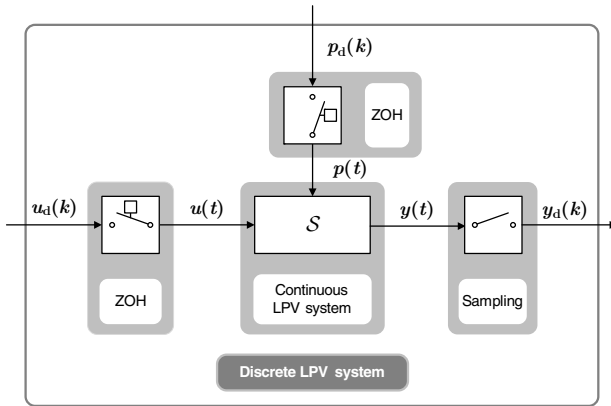 p_d(k)
ZOH
p(t)
u_d(k)
u(t)
S
y(t)
y_d(k)
ZOH
Continuous
LPV system
Sampling
Discrete LPV system